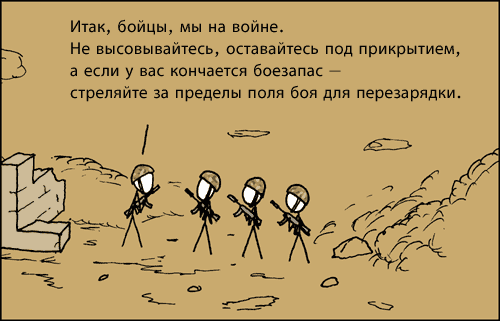 Итак, бойцы, мы на войне.
Не высовывайтесь, оставайтесь под прикрытием,
а если у вас кончается боезапас —
стреляйте за пределы поля боя для перезарядки.